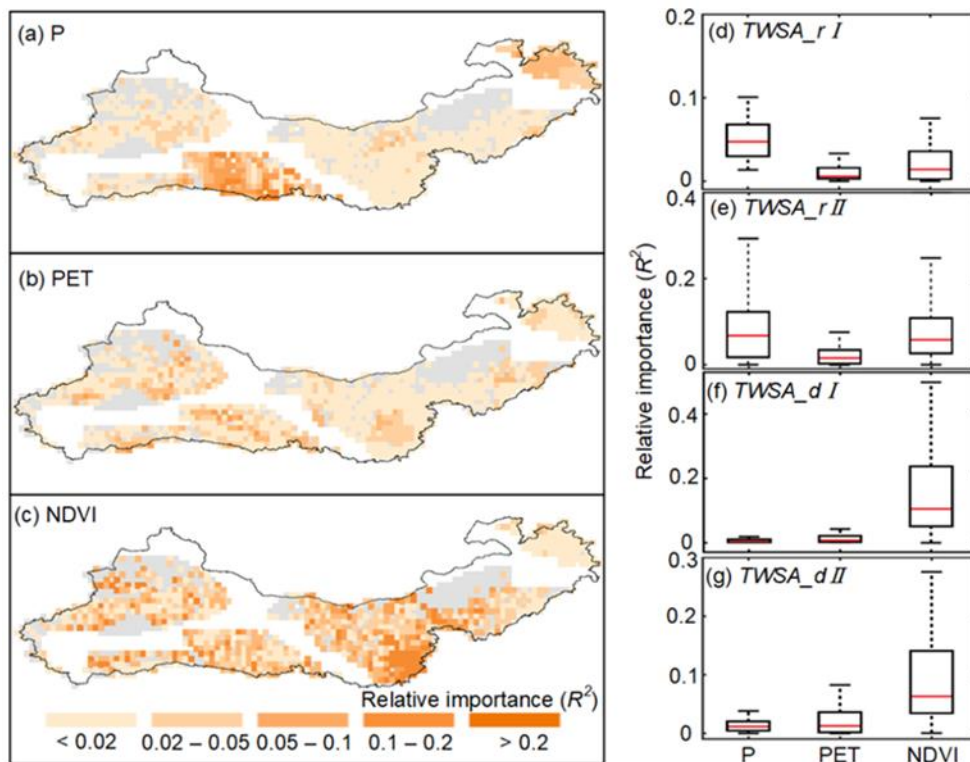 (a) P
(b) PET
(c) NDVI
Relative importance (R²)
< 0.02 0.02 – 0.05 0.05 – 0.1 0.1 – 0.2 > 0.2
Relative importance (R²)
0.2
(d) TWSA_r I
0.1
0
0.4
(e) TWSA_r II
0.2
0
(f) TWSA_d I
0.4
0.2
0
0.3
(g) TWSA_d II
0.2
0.1
0
P PET NDVI